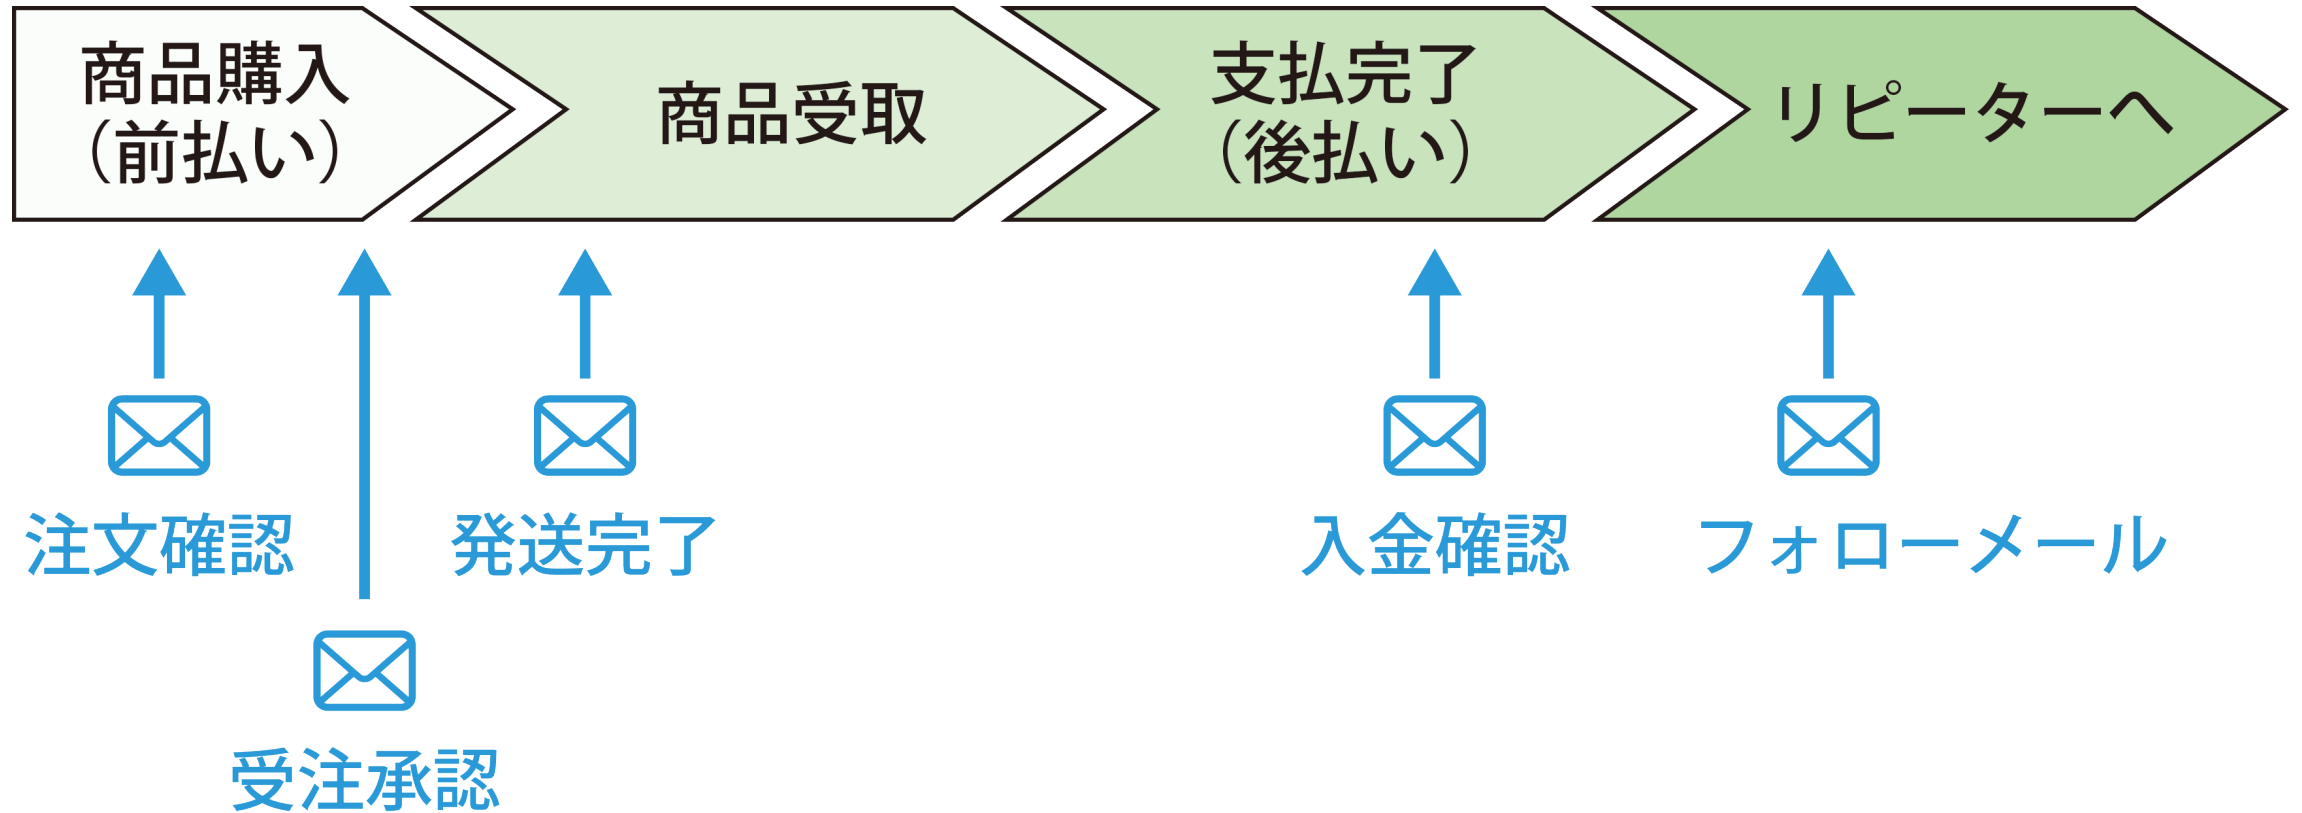 商品購入
（前払い）
商品受取
支払完了
（後払い）
リピーターへ
注文確認
発送完了
入金確認
フォローメール
受注承認